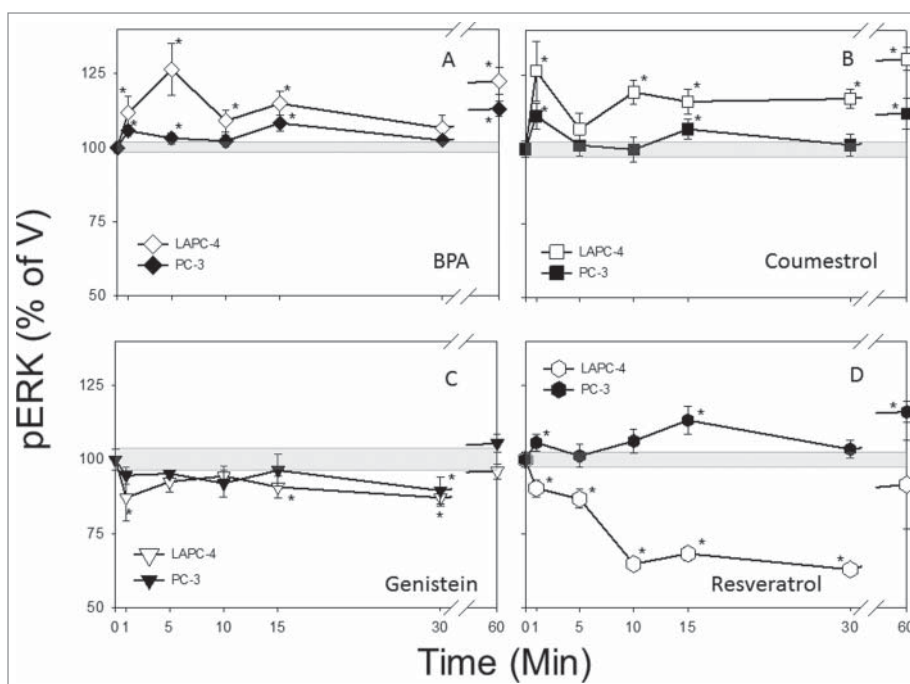 pERK (% of V)
125
100
75
50
A
*
*
*
*
*
*
*
*
*
LAPC-4
PC-3
BPA
B
*
*
*
*
*
*
*
*
LAPC-4
PC-3
Coumestrol
125
100
75
50
C
*
*
*
*
LAPC-4
PC-3
Genistein
0 1 5 10 15 30 60
LAPC-4
PC-3
D
*
*
*
*
*
*
*
*
Resveratrol
0 1 5 10 15 30 60
Time (Min)